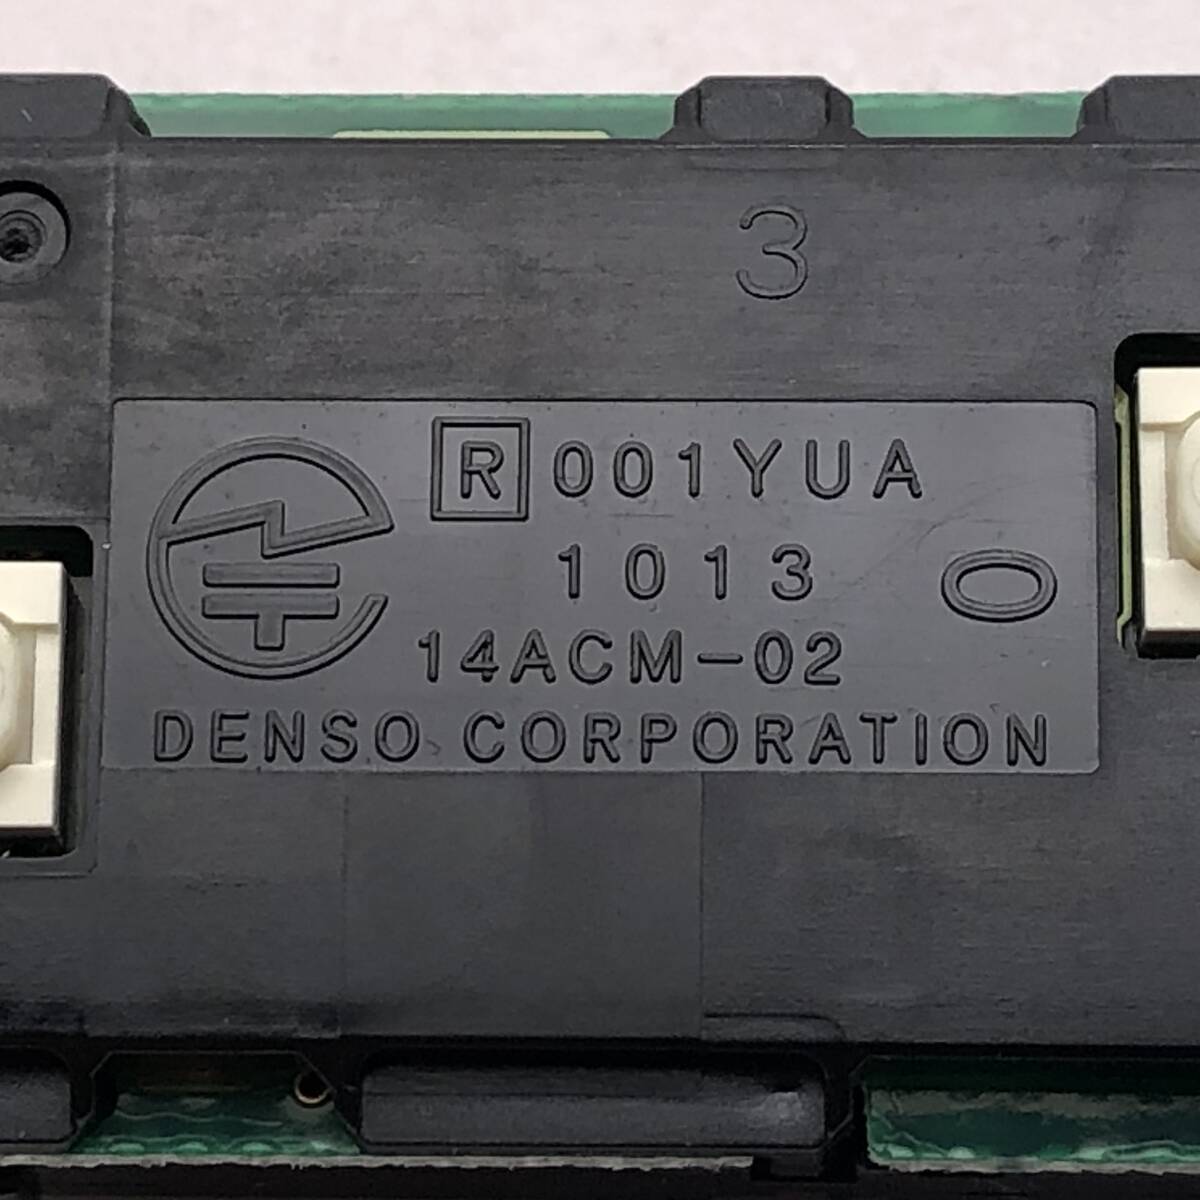 3
R 001YUA
1013
14ACM-02
DENSO CORPORATION